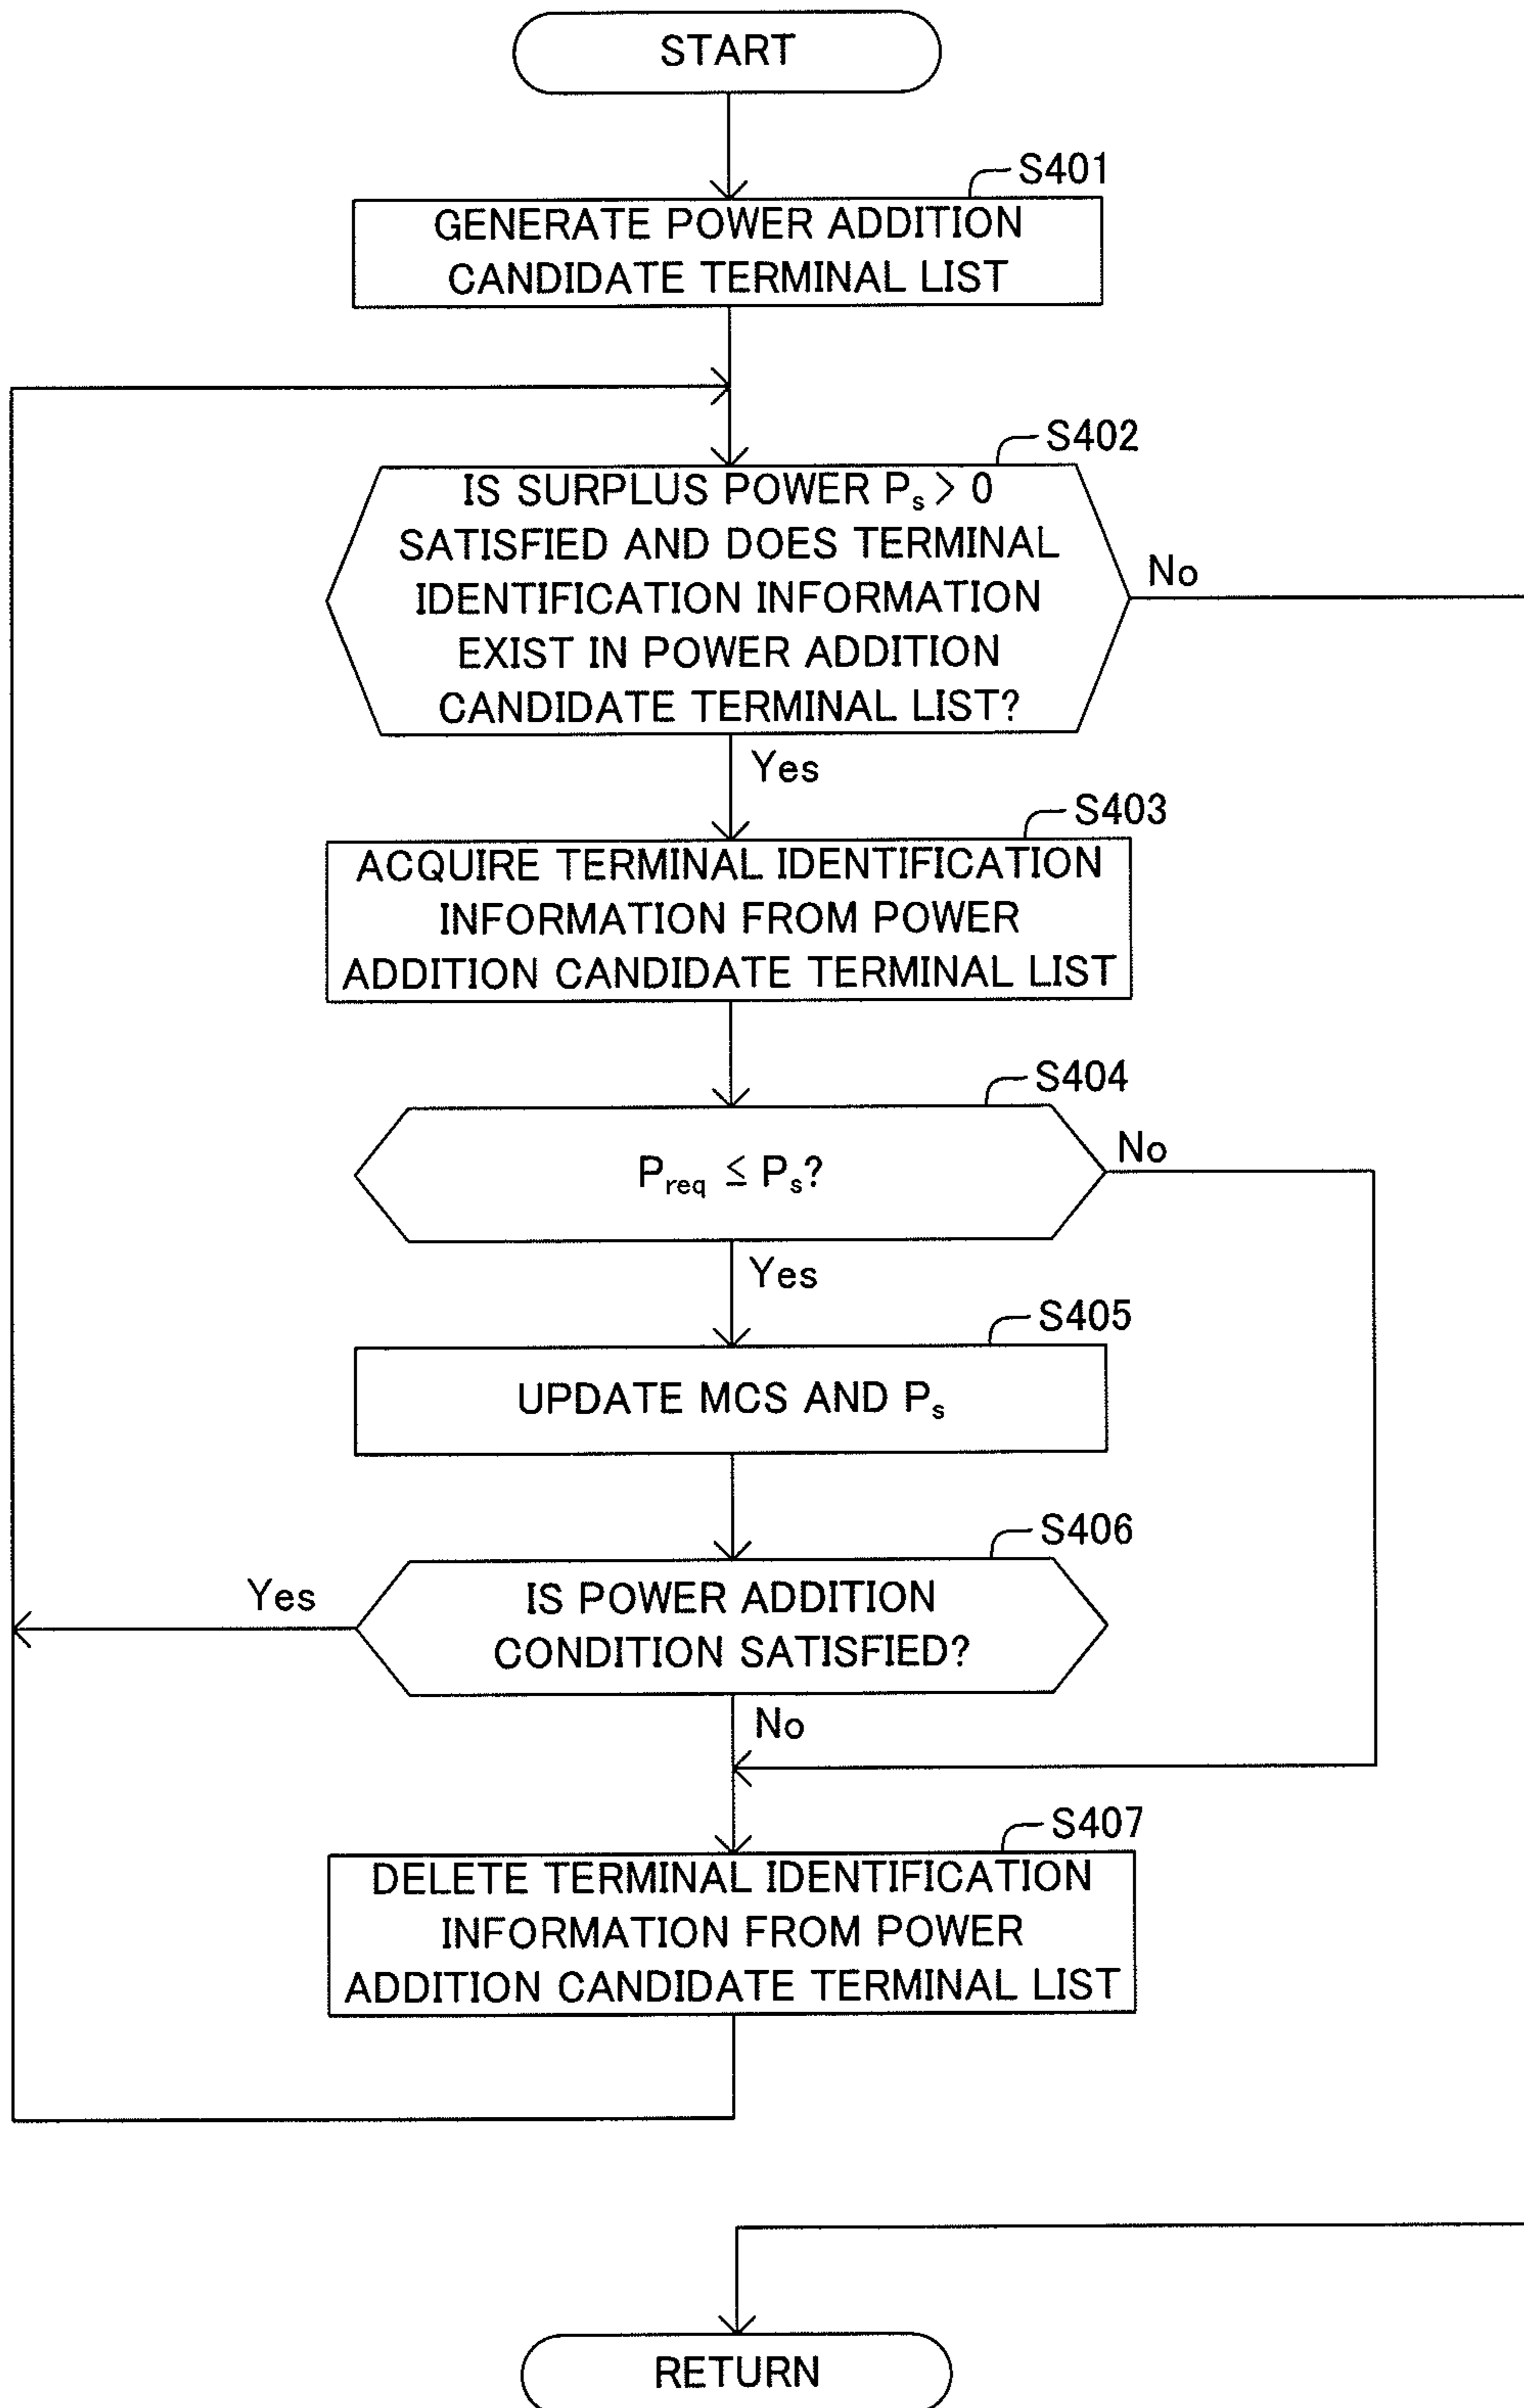 START
S401
GENERATE POWER ADDITION
CANDIDATE TERMINAL LIST
S402
IS SURPLUS POWER Ps > 0
SATISFIED AND DOES TERMINAL
IDENTIFICATION INFORMATION
EXIST IN POWER ADDITION
CANDIDATE TERMINAL LIST?
No
Yes
S403
ACQUIRE TERMINAL IDENTIFICATION
INFORMATION FROM POWER
ADDITION CANDIDATE TERMINAL LIST
S404
Preq ≦ Ps?
No
Yes
S405
UPDATE MCS AND Ps
S406
IS POWER ADDITION
CONDITION SATISFIED?
Yes
No
S407
DELETE TERMINAL IDENTIFICATION
INFORMATION FROM POWER
ADDITION CANDIDATE TERMINAL LIST
RETURN